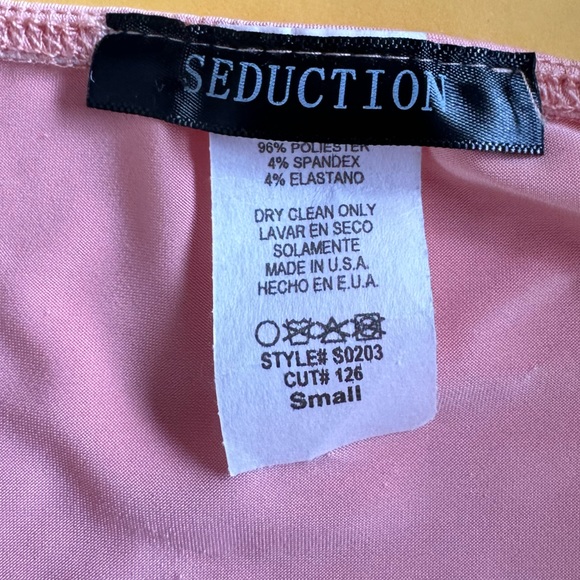 SEDUCTION
96% POLIESTER
4% SPANDEX
4% ELASTANO
DRY CLEAN ONLY
LAVAR EN SECO
SOLAMENTE
MADE IN U.S.A.
HECHO EN E.U.A.
STYLE# S0203
CUT# 126
Small